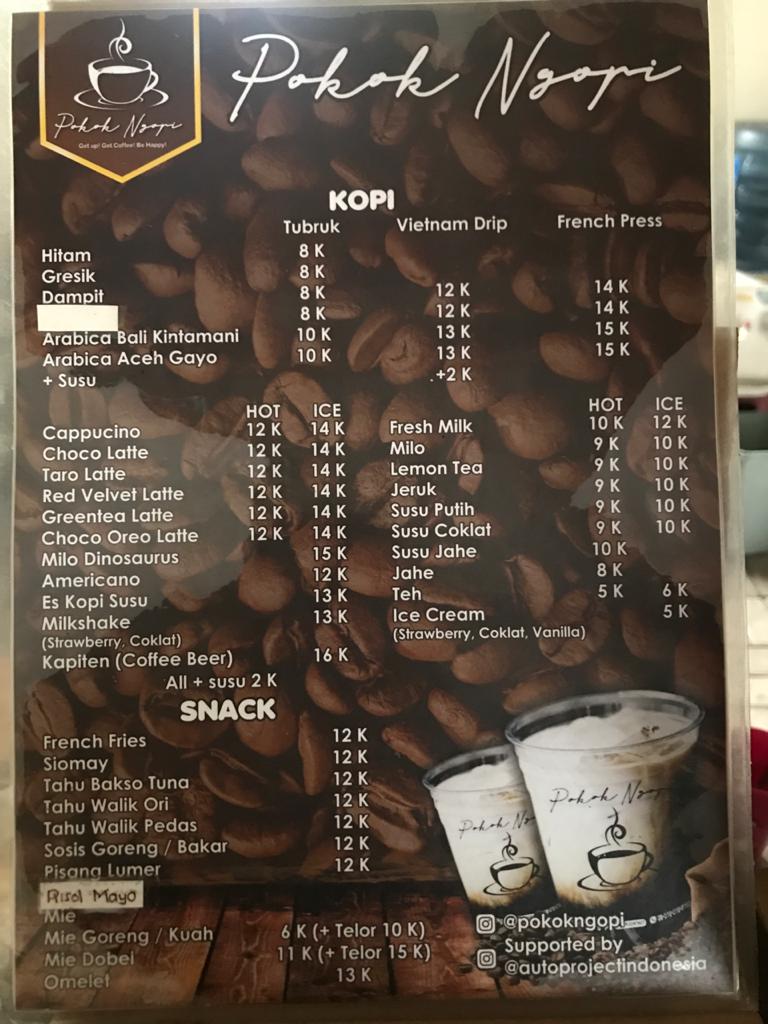 Pokok Ngopi
Get up! Get Coffee! Be Happy!
Pokok Ngopi
KOPI
Tubruk Vietnam Drip French Press
Hitam 8 K
Gresik 8 K
Dampit 8 K 12 K 14 K
8 K 12 K 14 K
Arabica Bali Kintamani 10 K 13 K 15 K
Arabica Aceh Gayo 10 K 13 K 15 K
+ Susu .+2 K
HOT ICE
Cappucino 12 K 14 K
Choco Latte 12 K 14 K
Taro Latte 12 K 14 K
Red Velvet Latte 12 K 14 K
Greentea Latte 12 K 14 K
Choco Oreo Latte 12 K 14 K
Milo Dinosaurus 15 K
Americano 12 K
Es Kopi Susu 13 K
Milkshake 13 K
(Strawberry, Coklat)
Kapiten (Coffee Beer) 16 K
All + susu 2 K
HOT ICE
Fresh Milk 10 K 12 K
Milo 9 K 10 K
Lemon Tea 9 K 10 K
Jeruk 9 K 10 K
Susu Putih 9 K 10 K
Susu Coklat 9 K 10 K
Susu Jahe 10 K
Jahe 8 K
Teh 5 K 6 K
Ice Cream 5 K
(Strawberry, Coklat, Vanilla)
SNACK
French Fries 12 K
Siomay 12 K
Tahu Bakso Tuna 12 K
Tahu Walik Ori 12 K
Tahu Walik Pedas 12 K
Sosis Goreng / Bakar 12 K
Pisang Lumer 12 K
Risol Mayo
Mie
Mie Goreng / Kuah 6 K (+ Telor 10 K)
Mie Dobel 11 K (+ Telor 15 K)
Omelet 13 K
Pokok
Pokok
@pokokngopi
Supported by
@autoprojectindonesia